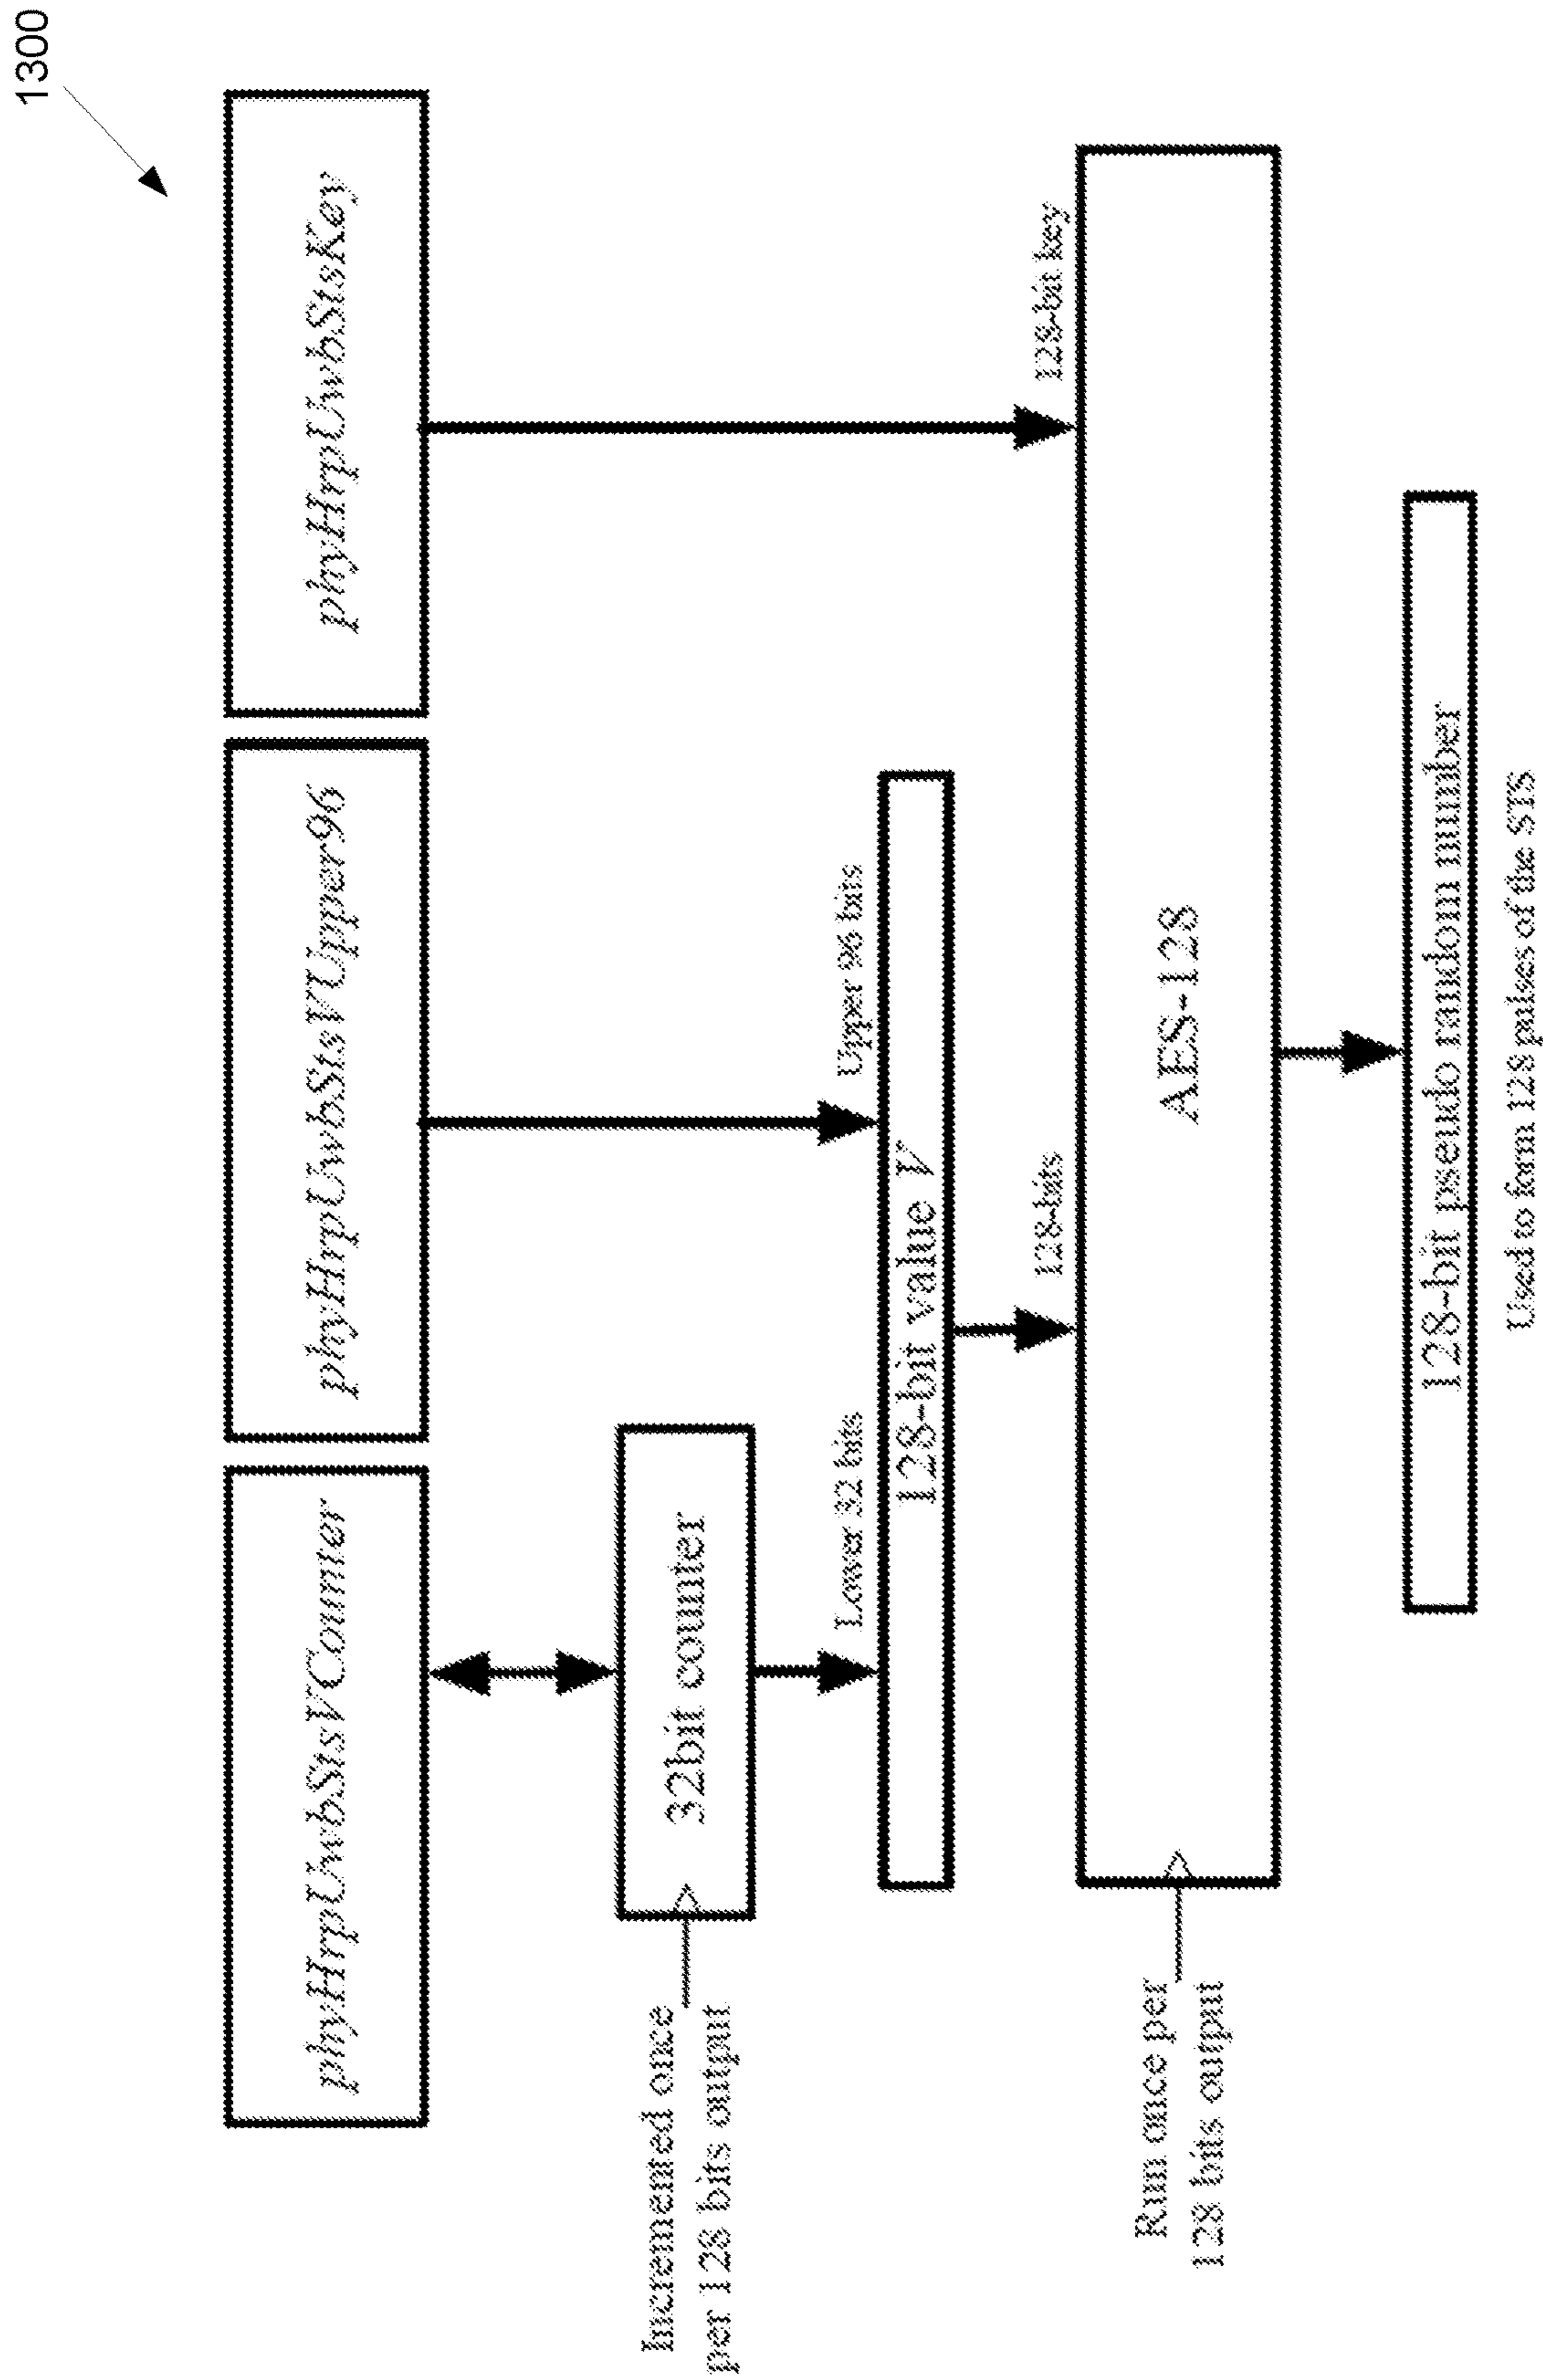 1300
phyHrpUwbStsVCounter
phyHrpUwbStsVUpper96
phyHrpUwbStsKey
Incremented once
per 128 bits output
32bit counter
Lower 32 bits
Upper 96 bits
128-bit value V
128-bits
128-bit key
Run once per
128 bits output
AES-128
128-bit pseudo random number
Used to form 128 pulses of the STS